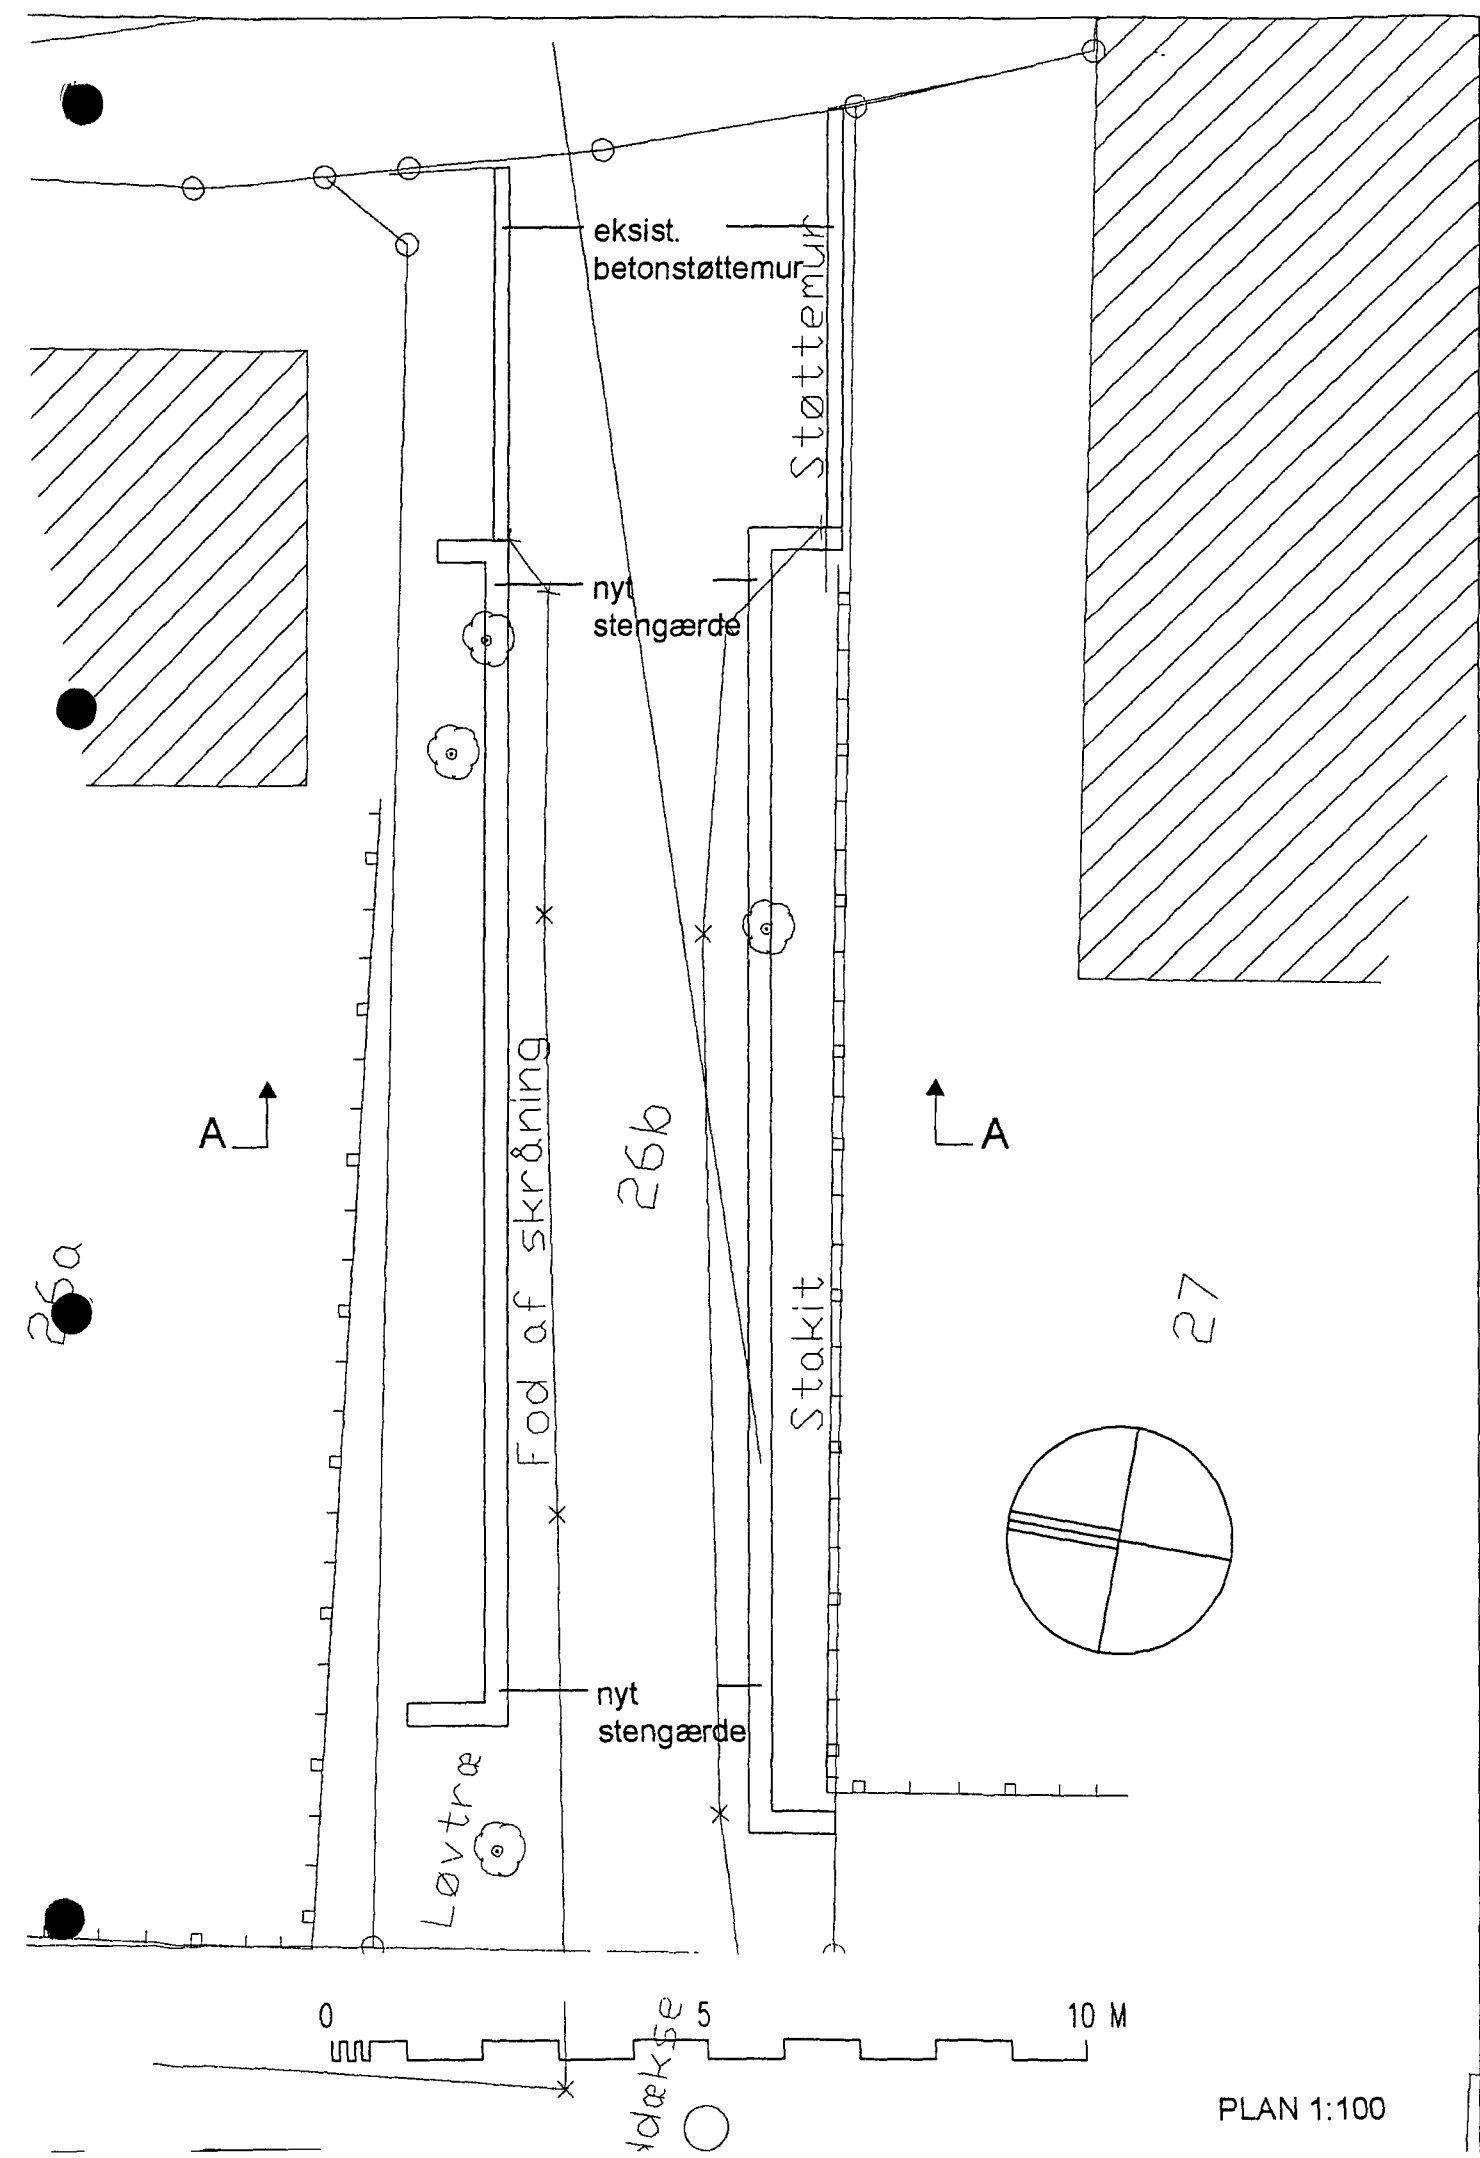 eksist.
betonstøttemur
Støttemur
nyt
stengærde
A
A
Fod af skråning
26b
26a
Stakit
27
nyt
stengærde
Løvtræ
0 5 10 M
PLAN 1:100